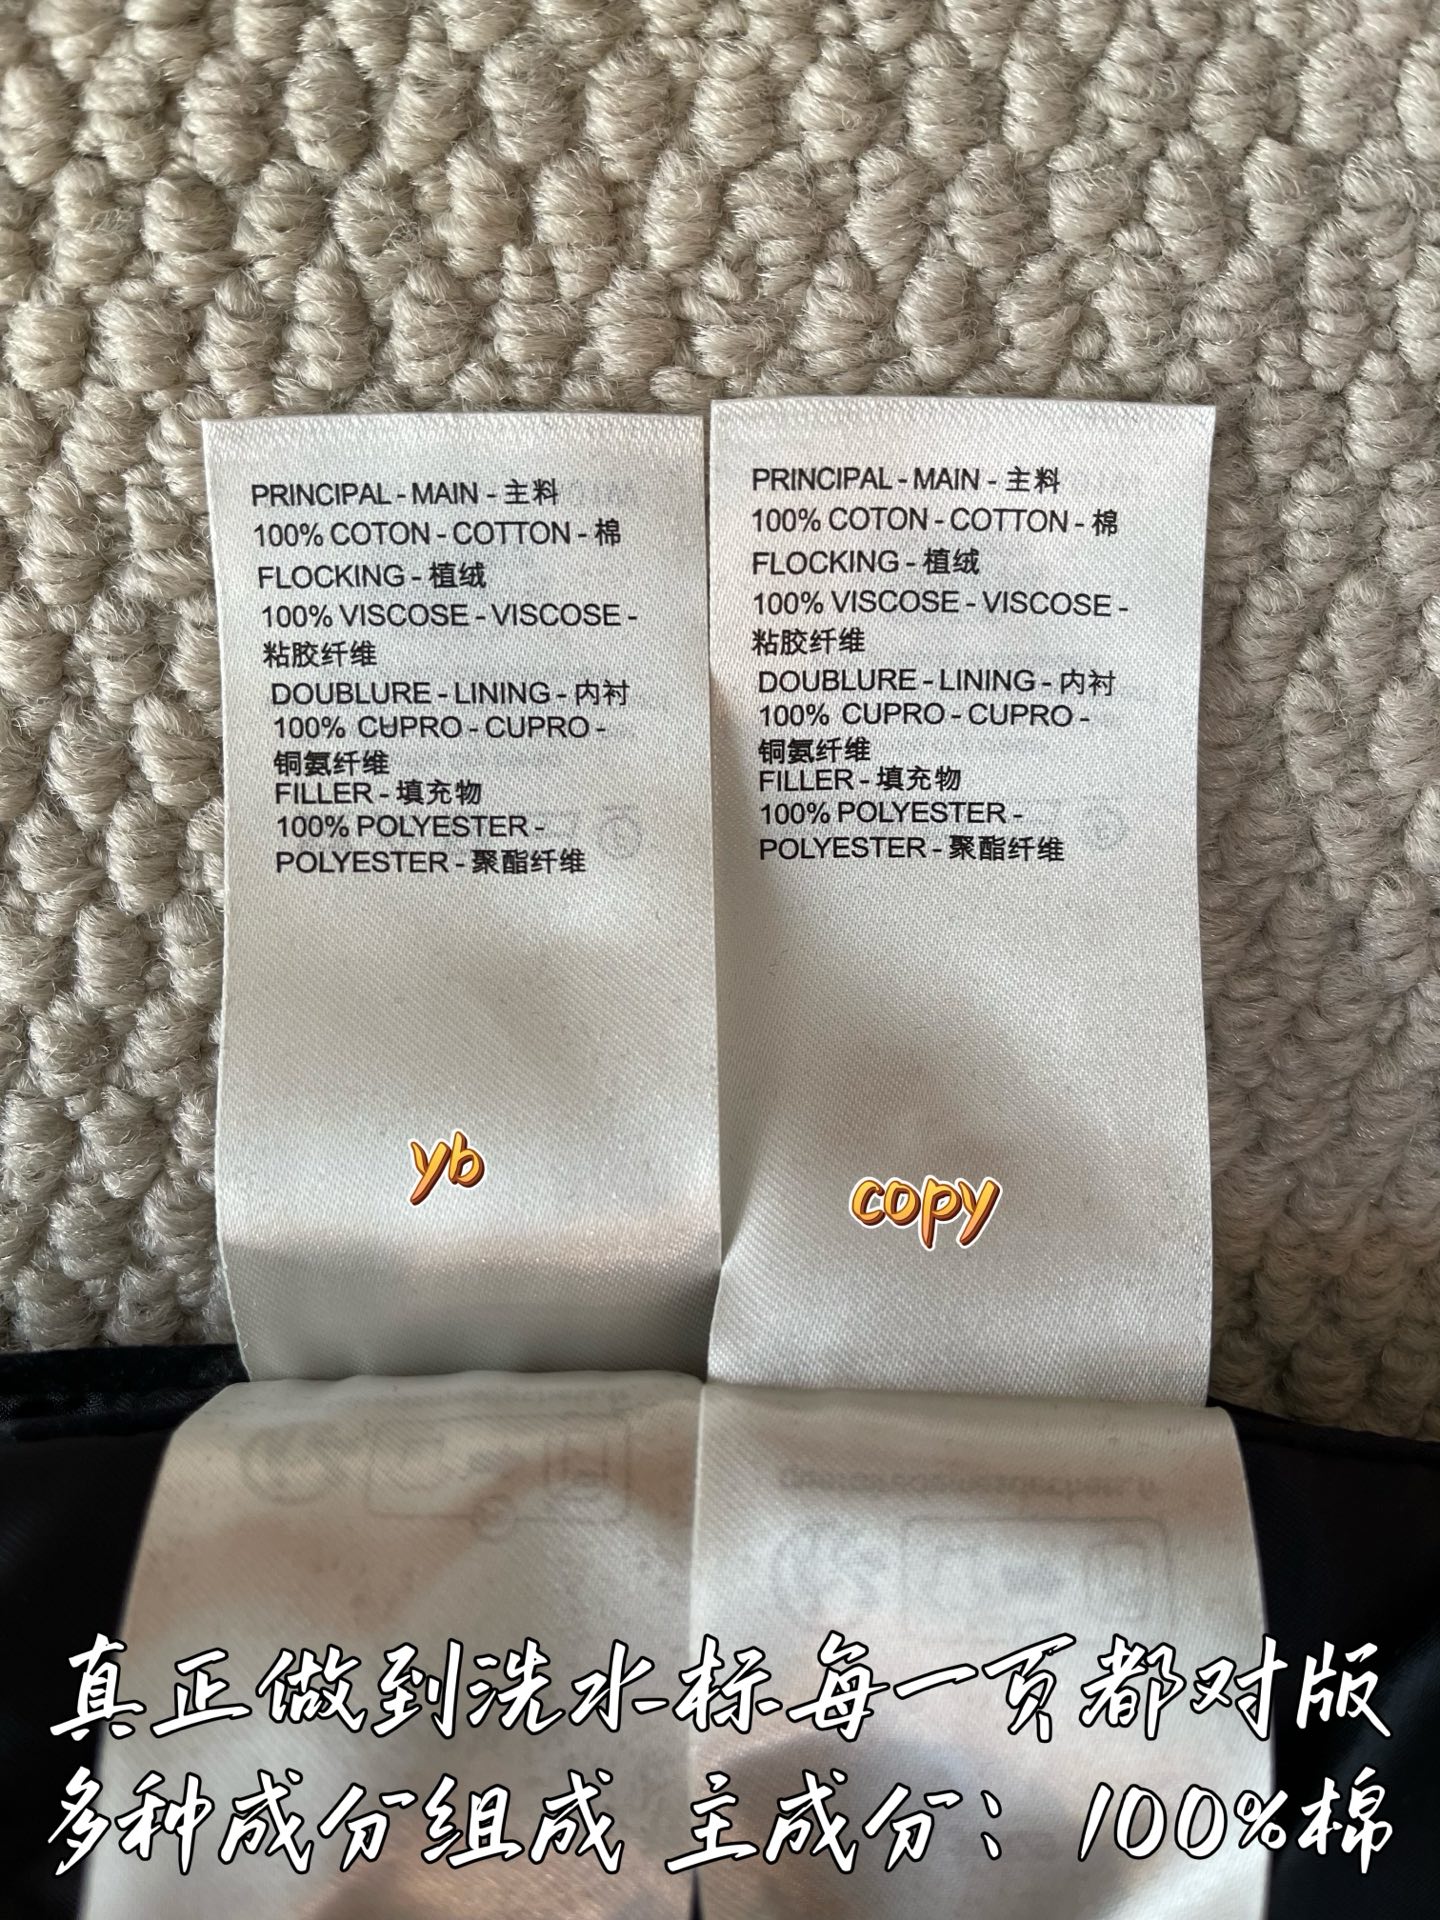 PRINCIPAL - MAIN - 主料
100% COTON - COTTON - 棉
FLOCKING - 植绒
100% VISCOSE - VISCOSE -
粘胶纤维
DOUBLURE - LINING - 内衬
100% CUPRO - CUPRO -
铜氨纤维
FILLER - 填充物
100% POLYESTER -
POLYESTER - 聚酯纤维
yb
PRINCIPAL - MAIN - 主料
100% COTON - COTTON - 棉
FLOCKING - 植绒
100% VISCOSE - VISCOSE -
粘胶纤维
DOUBLURE - LINING - 内衬
100% CUPRO - CUPRO -
铜氨纤维
FILLER - 填充物
100% POLYESTER -
POLYESTER - 聚酯纤维
copy
真正做到洗水标每一页都对版
多种成分组成 主成分：100%棉